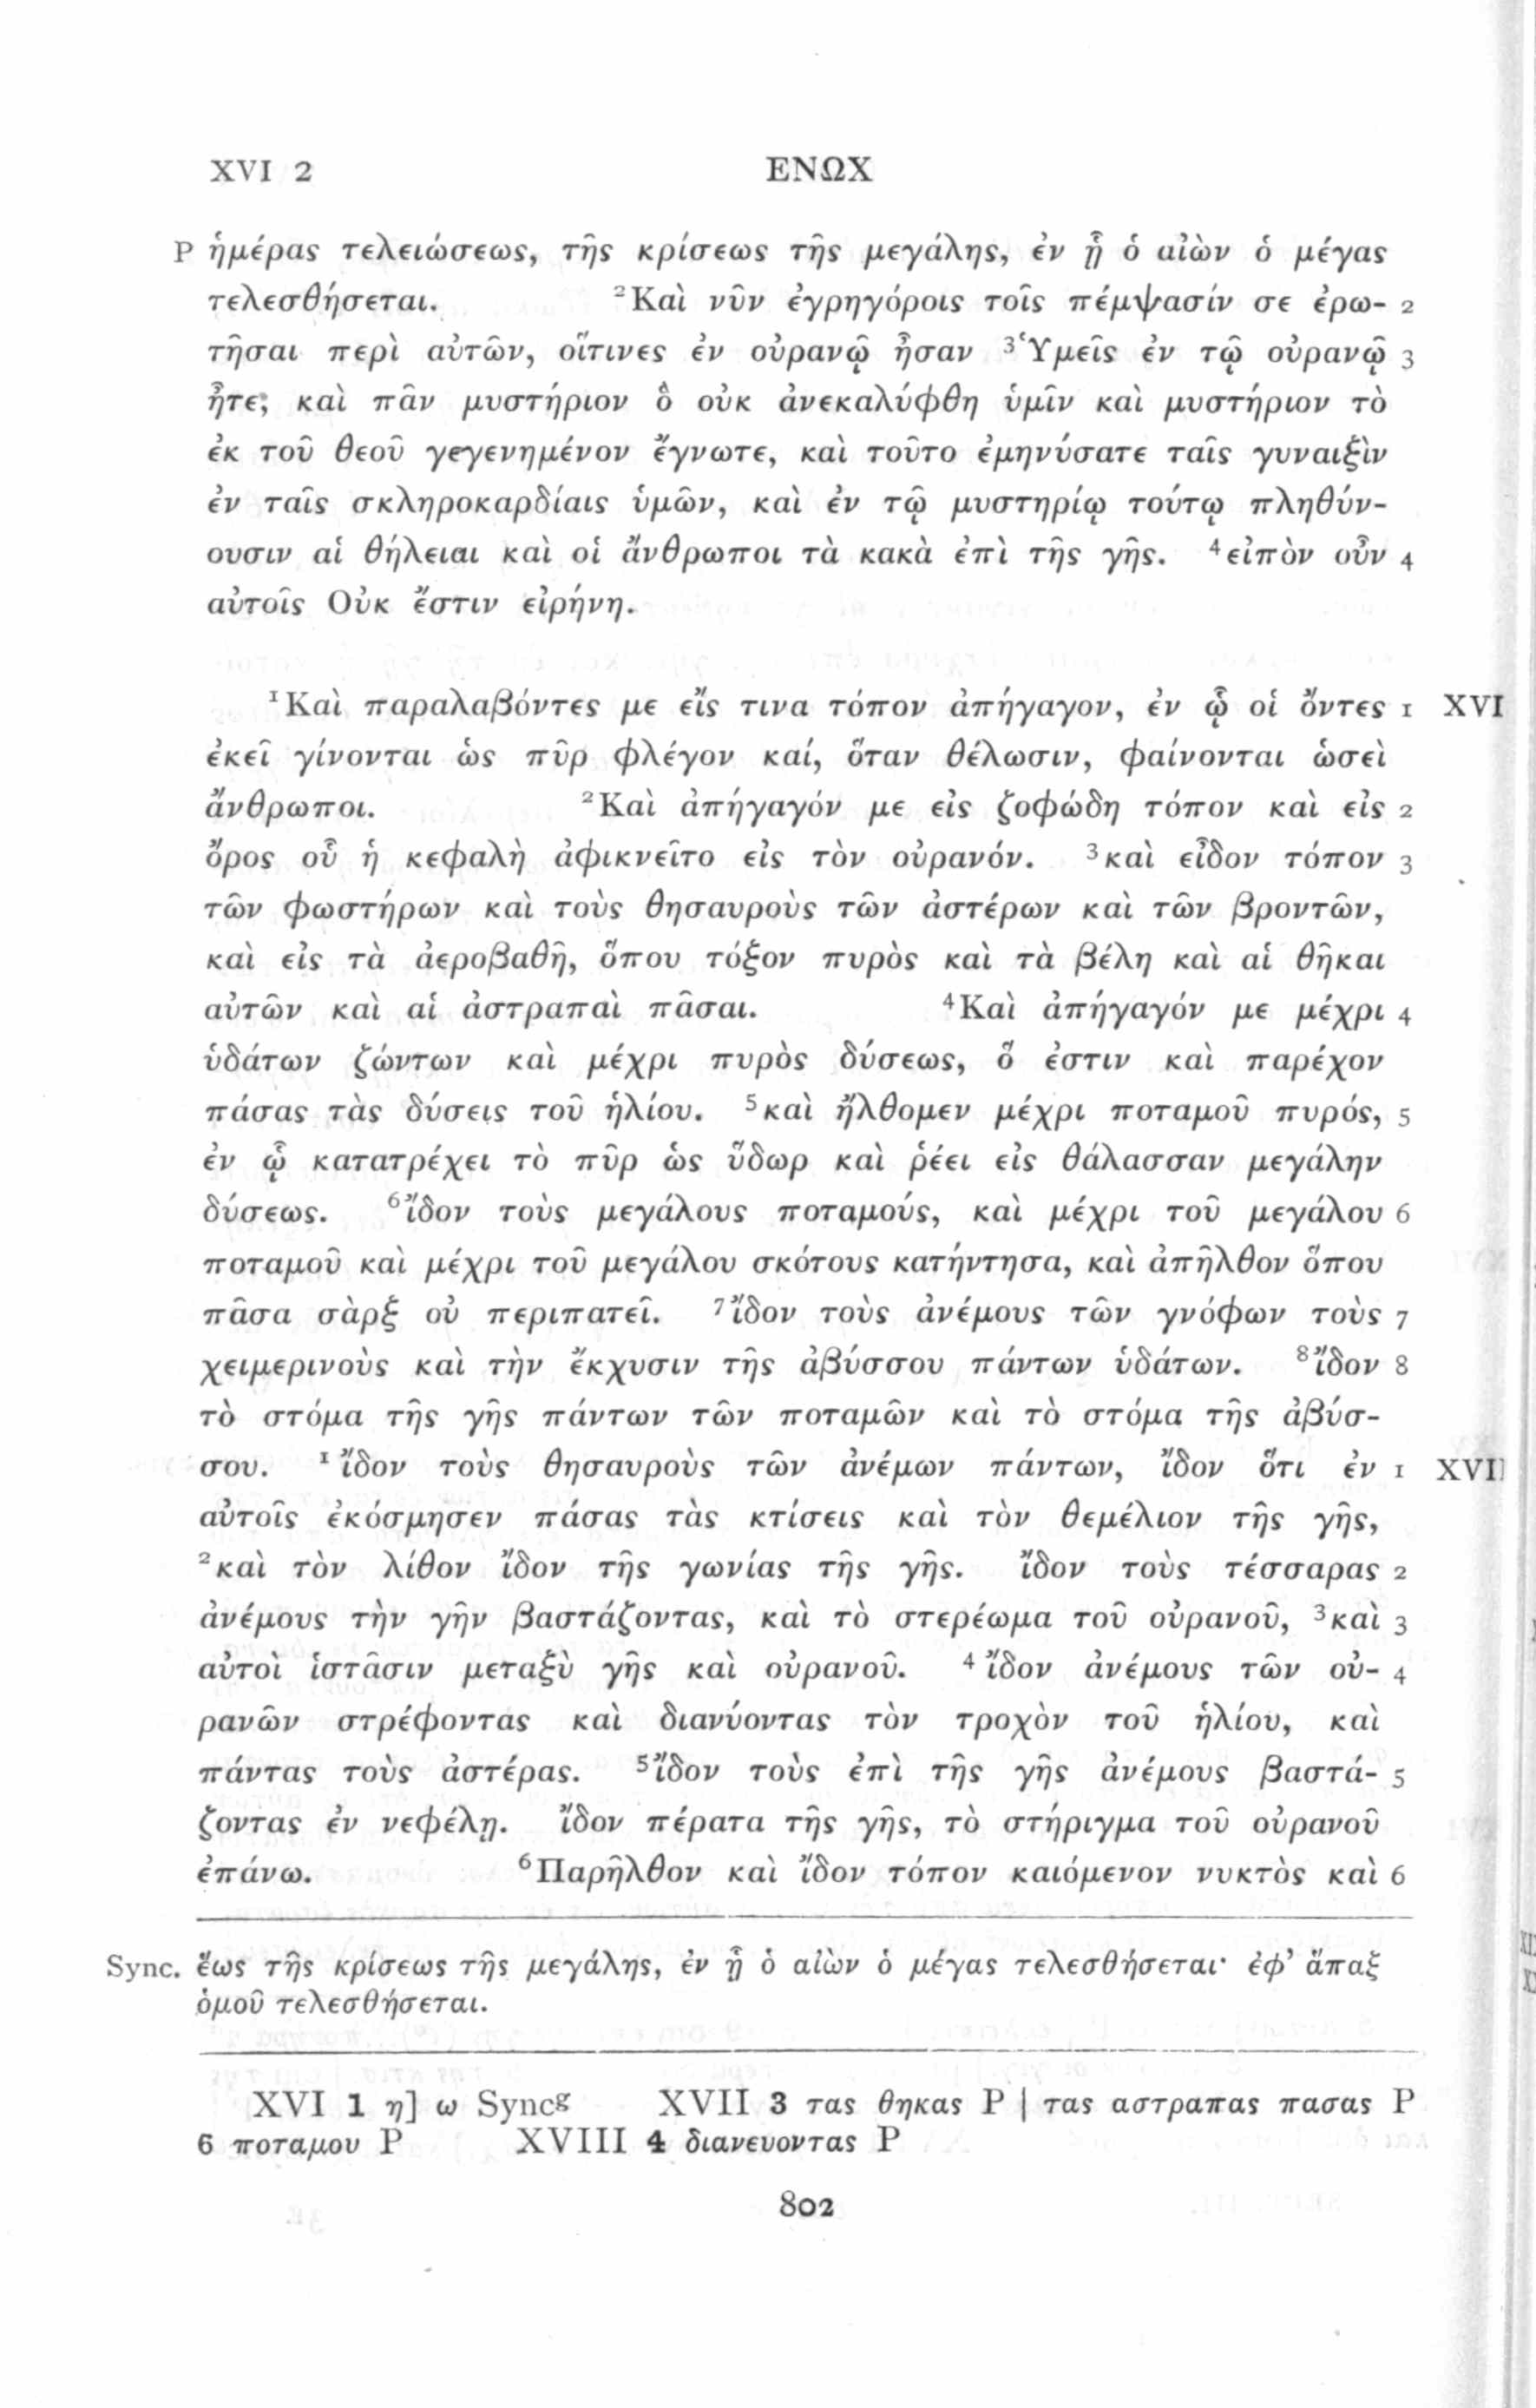 XVI 2 ΕΝΩΧ
P ἡμέρας τελειώσεως, τῆς κρίσεως τῆς μεγάλης, ἐν ᾗ ὁ αἰὼν ὁ μέγας
τελεσθήσεται. ²Καὶ νῦν ἐγρηγόροις τοῖς πέμψασίν σε ἐρω- 2
τῆσαι περὶ αὐτῶν, οἵτινες ἐν οὐρανῷ ἦσαν ³Ὑμεῖς ἐν τῷ οὐρανῷ 3
ἦτε; καὶ πᾶν μυστήριον ὃ οὐκ ἀνεκαλύφθη ὑμῖν καὶ μυστήριον τὸ
ἐκ τοῦ θεοῦ γεγενημένον ἔγνωτε, καὶ τοῦτο ἐμηνύσατε ταῖς γυναιξὶν
ἐν ταῖς σκληροκαρδίαις ὑμῶν, καὶ ἐν τῷ μυστηρίῳ τούτῳ πληθύν-
ουσιν αἱ θήλειαι καὶ οἱ ἄνθρωποι τὰ κακὰ ἐπὶ τῆς γῆς. ⁴εἰπὸν οὖν 4
αὐτοῖς Οὐκ ἔστιν εἰρήνη.
¹Καὶ παραλαβόντες με εἴς τινα τόπον ἀπήγαγον, ἐν ᾧ οἱ ὄντες 1 XVI
ἐκεῖ γίνονται ὡς πῦρ φλέγον καί, ὅταν θέλωσιν, φαίνονται ὡσεὶ
ἄνθρωποι. ²Καὶ ἀπήγαγόν με εἰς ζοφώδη τόπον καὶ εἰς 2
ὄρος οὗ ἡ κεφαλὴ ἀφικνεῖτο εἰς τὸν οὐρανόν. ³καὶ εἶδον τόπον 3
τῶν φωστήρων καὶ τοὺς θησαυροὺς τῶν ἀστέρων καὶ τῶν βροντῶν,
καὶ εἰς τὰ ἀεροβαθῆ, ὅπου τόξον πυρὸς καὶ τὰ βέλη καὶ αἱ θῆκαι
αὐτῶν καὶ αἱ ἀστραπαὶ πᾶσαι. ⁴Καὶ ἀπήγαγόν με μέχρι 4
ὑδάτων ζώντων καὶ μέχρι πυρὸς δύσεως, ὅ ἐστιν καὶ παρέχον
πάσας τὰς δύσεις τοῦ ἡλίου. ⁵καὶ ἤλθομεν μέχρι ποταμοῦ πυρός, 5
ἐν ᾧ κατατρέχει τὸ πῦρ ὡς ὕδωρ καὶ ῥέει εἰς θάλασσαν μεγάλην
δύσεως. ⁶ἴδον τοὺς μεγάλους ποταμούς, καὶ μέχρι τοῦ μεγάλου 6
ποταμοῦ καὶ μέχρι τοῦ μεγάλου σκότους κατήντησα, καὶ ἀπῆλθον ὅπου
πᾶσα σὰρξ οὐ περιπατεῖ. ⁷ἴδον τοὺς ἀνέμους τῶν γνόφων τοὺς 7
χειμερινοὺς καὶ τὴν ἔκχυσιν τῆς ἀβύσσου πάντων ὑδάτων. ⁸ἴδον 8
τὸ στόμα τῆς γῆς πάντων τῶν ποταμῶν καὶ τὸ στόμα τῆς ἀβύσ-
σου. ¹ἴδον τοὺς θησαυροὺς τῶν ἀνέμων πάντων, ἴδον ὅτι ἐν 1 XVII
αὐτοῖς ἐκόσμησεν πάσας τὰς κτίσεις καὶ τὸν θεμέλιον τῆς γῆς,
²καὶ τὸν λίθον ἴδον τῆς γωνίας τῆς γῆς. ἴδον τοὺς τέσσαρας 2
ἀνέμους τὴν γῆν βαστάζοντας, καὶ τὸ στερέωμα τοῦ οὐρανοῦ, ³καὶ 3
αὐτοὶ ἱστᾶσιν μεταξὺ γῆς καὶ οὐρανοῦ. ⁴ἴδον ἀνέμους τῶν οὐ- 4
ρανῶν στρέφοντας καὶ διανύοντας τὸν τροχὸν τοῦ ἡλίου, καὶ
πάντας τοὺς ἀστέρας. ⁵ἴδον τοὺς ἐπὶ τῆς γῆς ἀνέμους βαστά- 5
ζοντας ἐν νεφέλῃ. ἴδον πέρατα τῆς γῆς, τὸ στήριγμα τοῦ οὐρανοῦ
ἐπάνω. ⁶Παρῆλθον καὶ ἴδον τόπον καιόμενον νυκτὸς καὶ 6
Sync. ἕως τῆς κρίσεως τῆς μεγάλης, ἐν ᾗ ὁ αἰὼν ὁ μέγας τελεσθήσεται· ἐφ’ ἅπαξ
ὁμοῦ τελεσθήσεται.
XVI 1 η] ω Syncᵍ XVII 3 τας θηκας P | τας αστραπας πασας P
6 ποταμου P XVIII 4 διανευοντας P
802